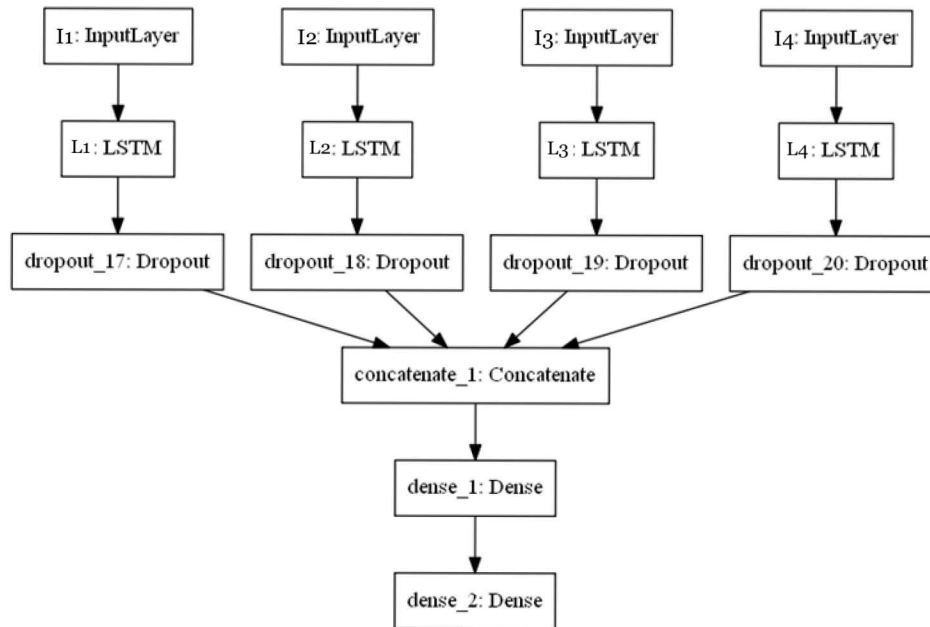 I1: InputLayer
I2: InputLayer
I3: InputLayer
I4: InputLayer
L1: LSTM
L2: LSTM
L3: LSTM
L4: LSTM
dropout_17: Dropout
dropout_18: Dropout
dropout_19: Dropout
dropout_20: Dropout
concatenate_1: Concatenate
dense_1: Dense
dense_2: Dense